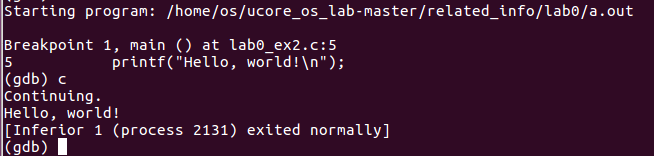 Starting program: /home/os/ucore_os_lab-master/related_info/lab0/a.out
Breakpoint 1, main () at lab0_ex2.c:5
5           printf("Hello, world!\n");
(gdb) c
Continuing.
Hello, world!
[Inferior 1 (process 2131) exited normally]
(gdb)